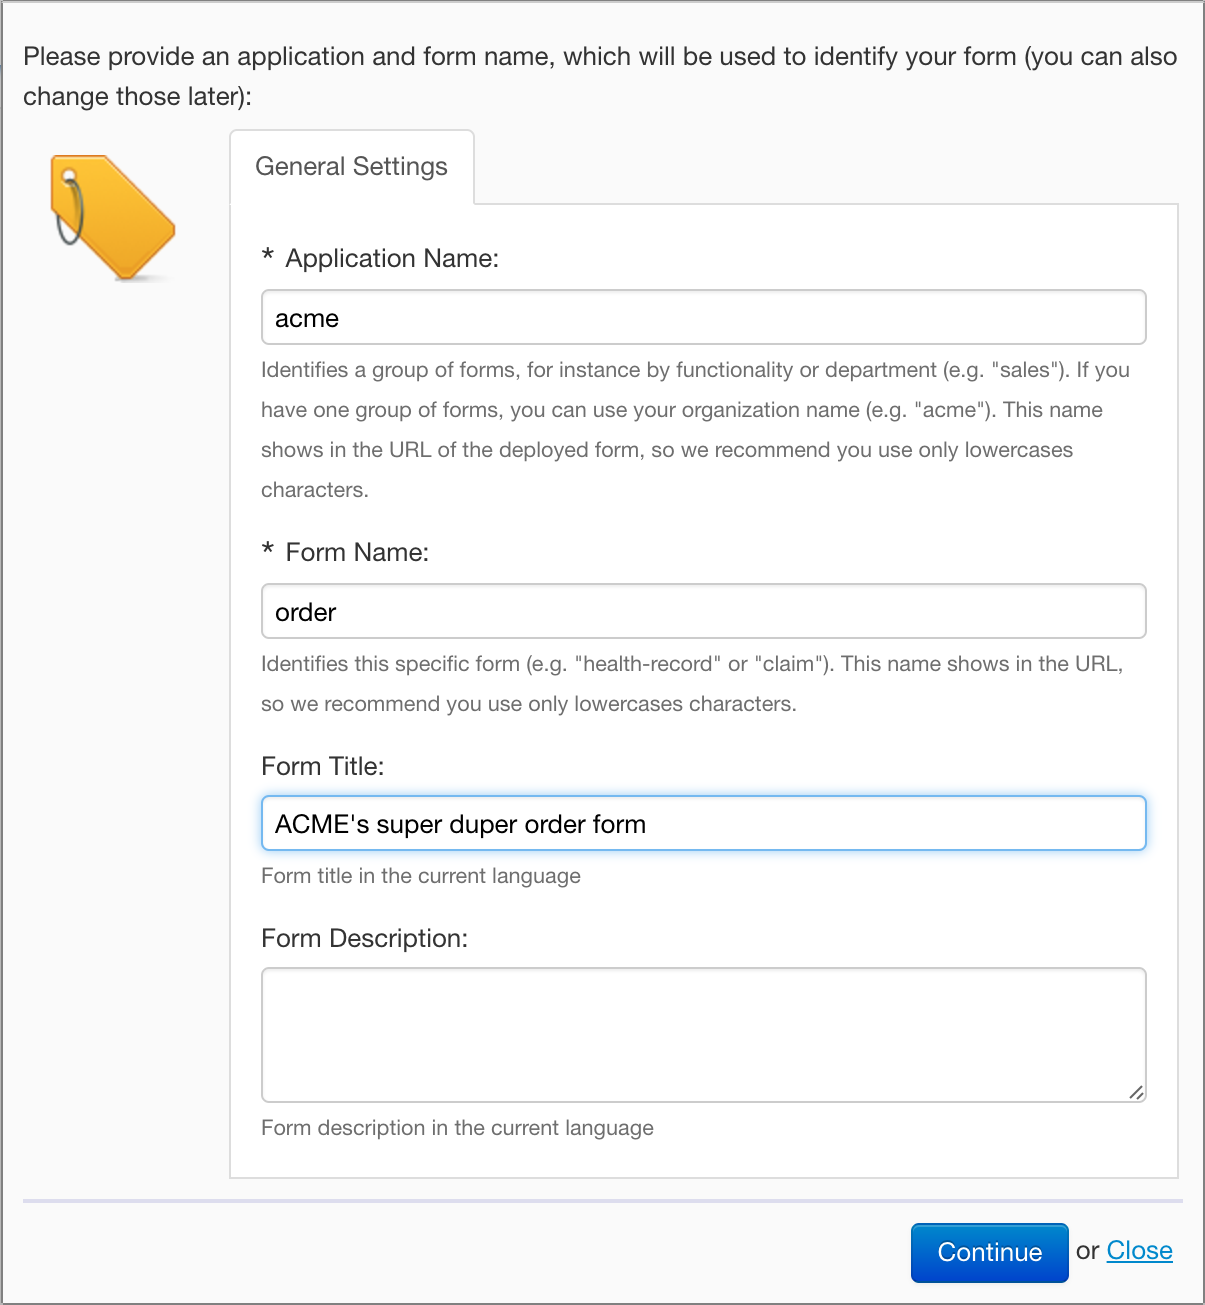 Please provide an application and form name, which will be used to identify your form (you can also
change those later):
General Settings
* Application Name:
acme
Identifies a group of forms, for instance by functionality or department (e.g. "sales"). If you
have one group of forms, you can use your organization name (e.g. "acme"). This name
shows in the URL of the deployed form, so we recommend you use only lowercases
characters.
* Form Name:
order
Identifies this specific form (e.g. "health-record" or "claim"). This name shows in the URL,
so we recommend you use only lowercases characters.
Form Title:
ACME's super duper order form
Form title in the current language
Form Description:
Form description in the current language
Continue or Close